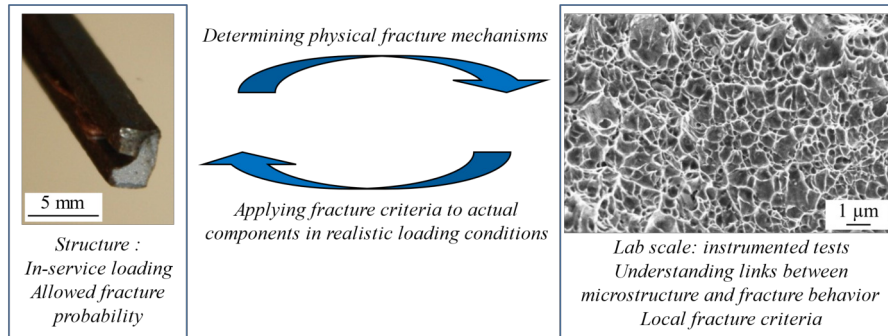 Determining physical fracture mechanisms
5 mm
Structure :
In-service loading
Allowed fracture
probability
Applying fracture criteria to actual
components in realistic loading conditions
1 μm
Lab scale: instrumented tests
Understanding links between
microstructure and fracture behavior
Local fracture criteria